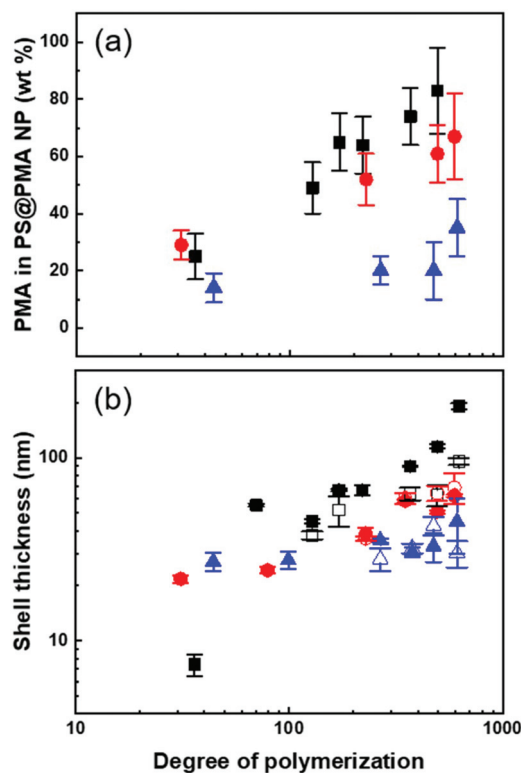 (a)
PMA in PS@PMA NP (wt %)
100
80
60
40
20
0
(b)
Shell thickness (nm)
100
10
10
100
1000
Degree of polymerization